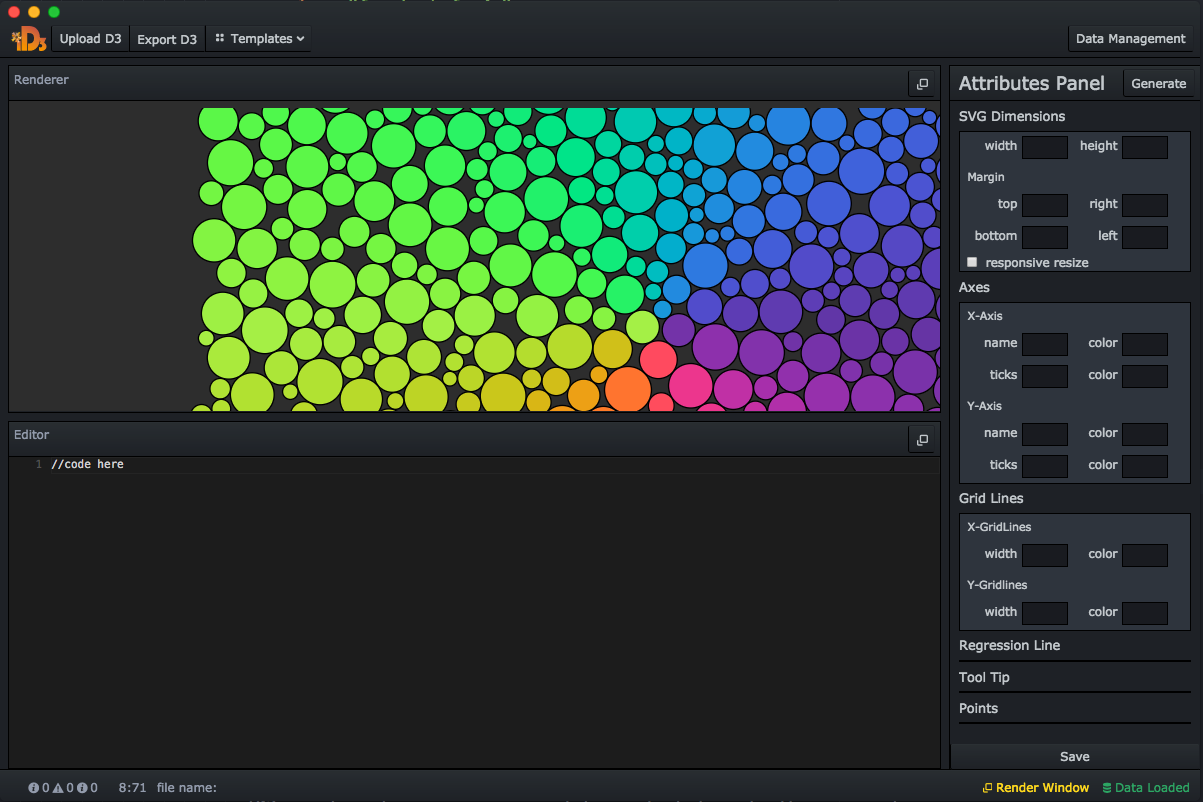 D3 Upload D3 Export D3 Templates Data Management
Renderer
Attributes Panel Generate
SVG Dimensions
width height
Margin
top right
bottom left
responsive resize
Axes
X-Axis
name color
ticks color
Y-Axis
name color
ticks color
Grid Lines
X-GridLines
width color
Y-Gridlines
width color
Regression Line
Tool Tip
Points
Save
Editor
1 //code here
0 0 0 8:71 file name: Render Window Data Loaded